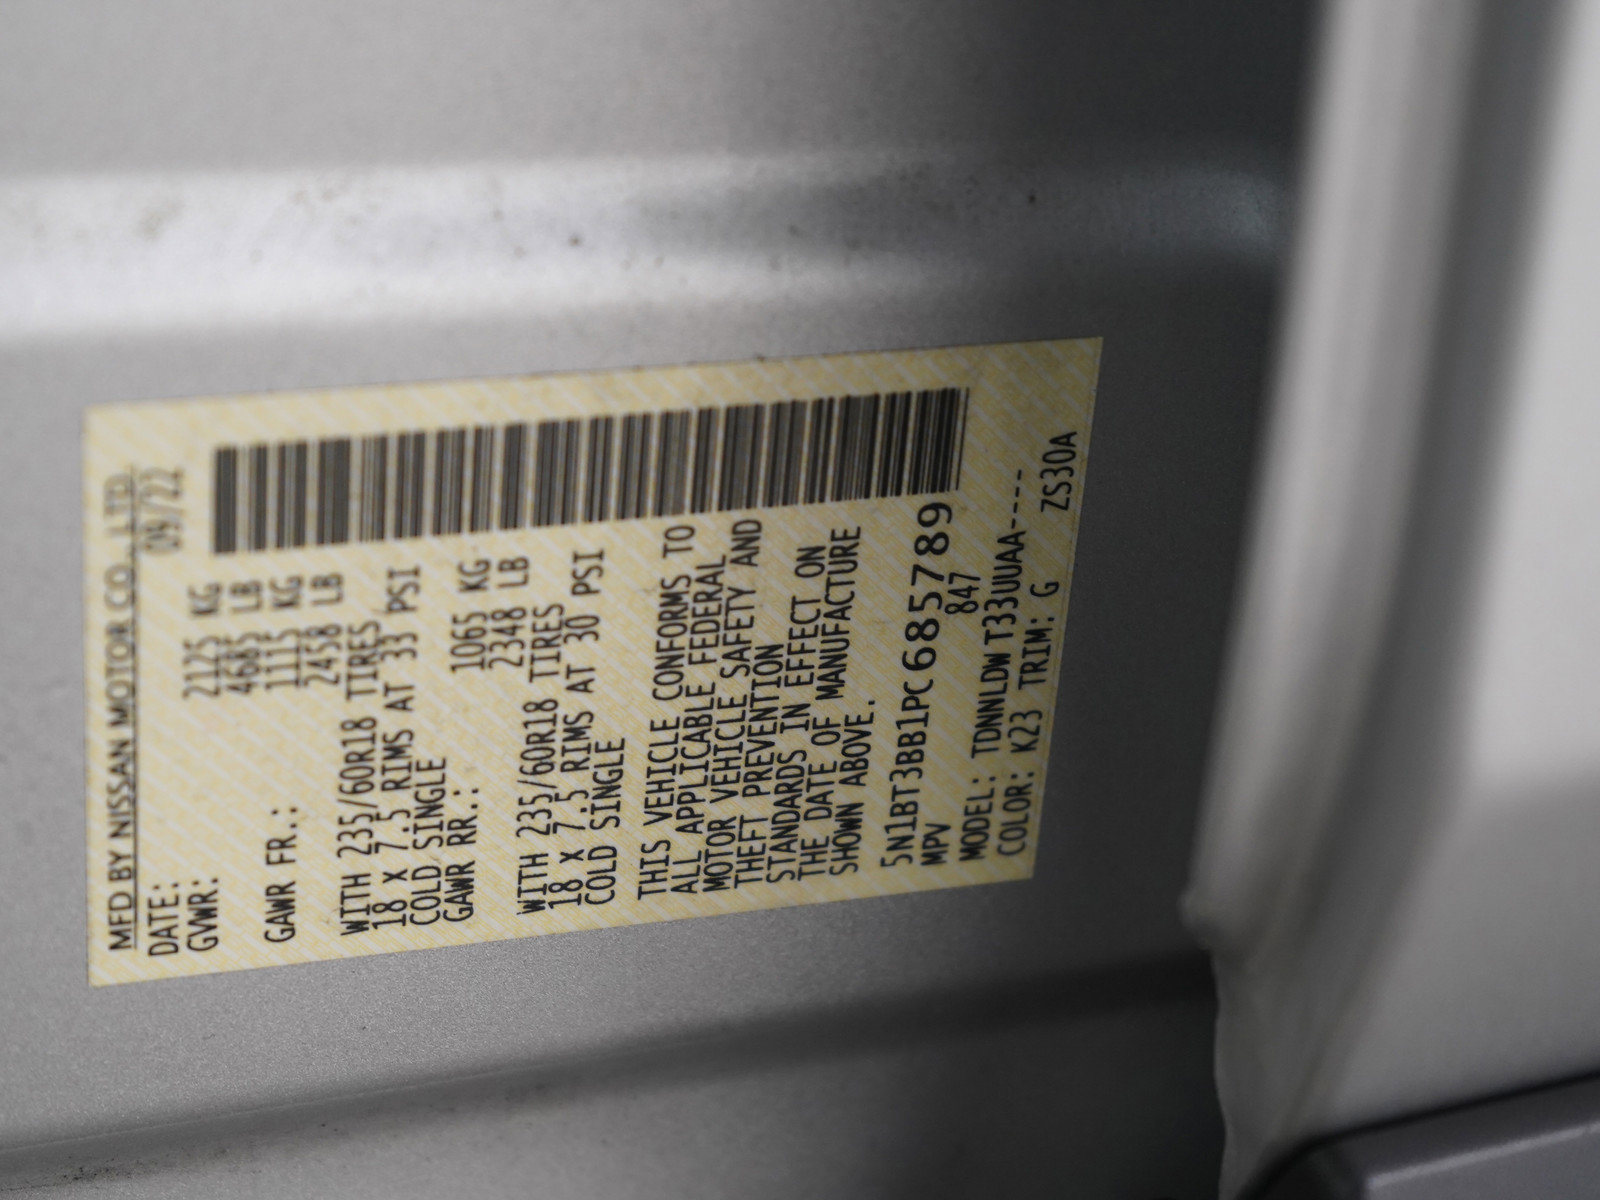 MFD BY NISSAN MOTOR CO., LTD.
DATE: 09/22
GVWR: 2125 KG
4685 LB
GAWR FR.: 1115 KG
2458 LB
WITH 235/60R18 TIRES,
18 X 7.5 RIMS AT 33 PSI
COLD SINGLE
GAWR RR.: 1065 KG
2348 LB
WITH 235/60R18 TIRES
18 X 7.5 RIMS AT 30 PSI
COLD SINGLE
THIS VEHICLE CONFORMS TO
ALL APPLICABLE FEDERAL
MOTOR VEHICLE SAFETY AND
THEFT PREVENTION
STANDARDS IN EFFECT ON
THE DATE OF MANUFACTURE
SHOWN ABOVE.
5N1BT3BB1PC685789
MPV 847
MODEL: TDNNLDW T33UUAA-----
COLOR: K23 TRIM: G ZS30A